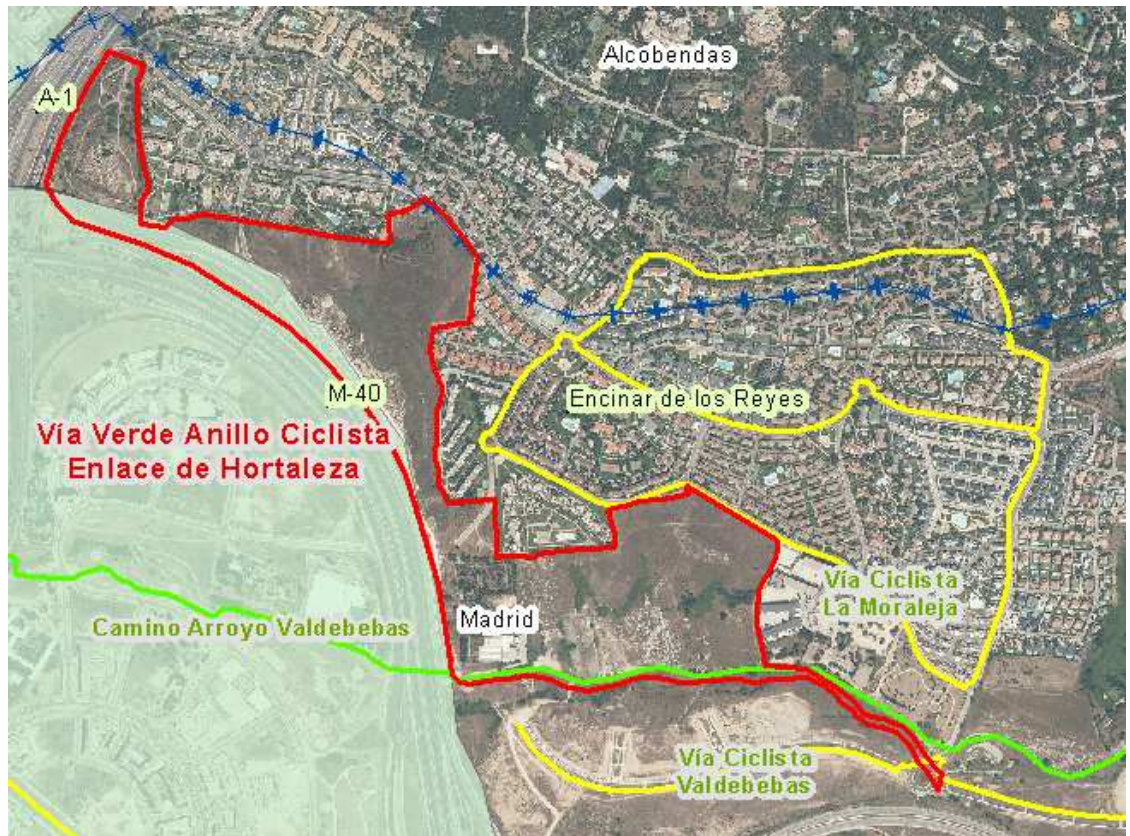 Alcobendas
A-1
M-40
Encinar de los Reyes
Vía Verde Anillo Ciclista
Enlace de Hortaleza
Vía Ciclista
La Moraleja
Camino Arroyo Valdebebas
Madrid
Vía Ciclista
Valdebebas